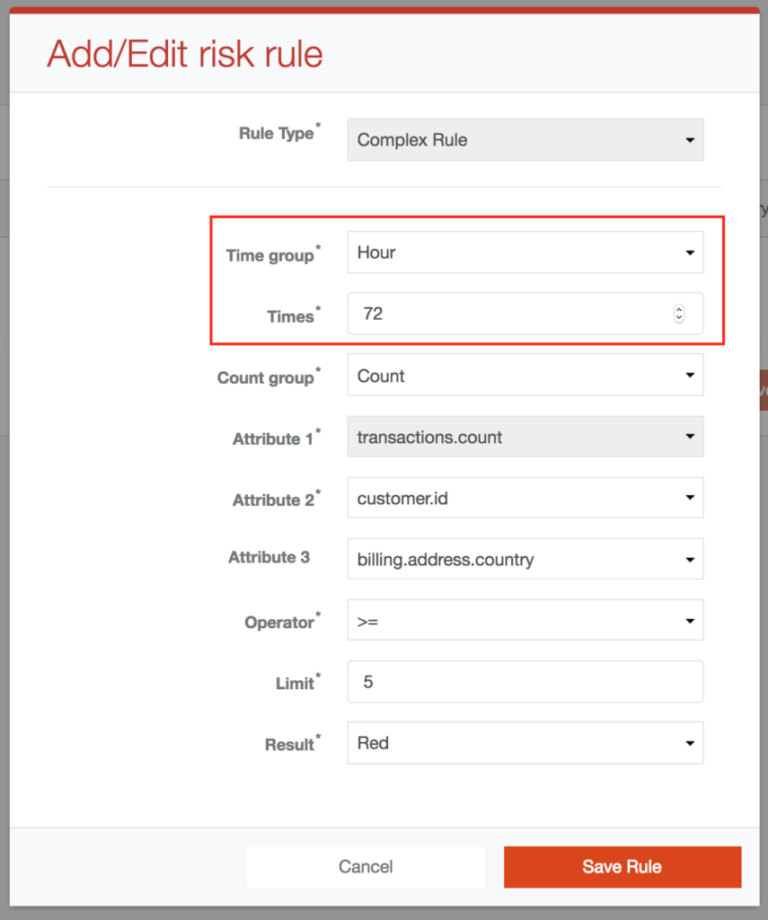 Add/Edit risk rule
Rule Type* Complex Rule
Time group* Hour
Times* 72
Count group* Count
Attribute 1* transactions.count
Attribute 2* customer.id
Attribute 3 billing.address.country
Operator* >=
Limit* 5
Result* Red
Cancel Save Rule